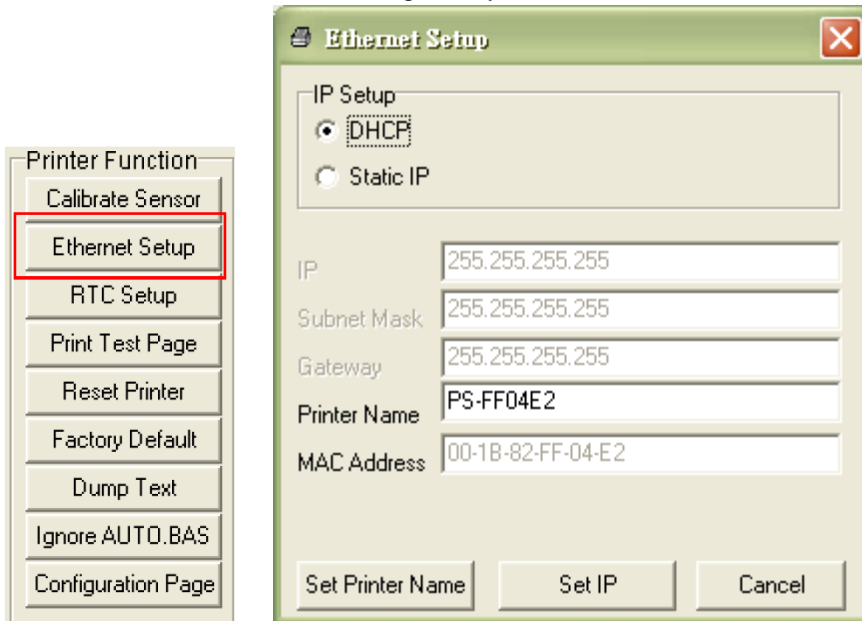 Printer Function
Calibrate Sensor
Ethernet Setup
RTC Setup
Print Test Page
Reset Printer
Factory Default
Dump Text
Ignore AUTO.BAS
Configuration Page
Ethernet Setup
IP Setup
DHCP
Static IP
IP 255.255.255.255
Subnet Mask 255.255.255.255
Gateway 255.255.255.255
Printer Name PS-FF04E2
MAC Address 00-1B-82-FF-04-E2
Set Printer Name Set IP Cancel